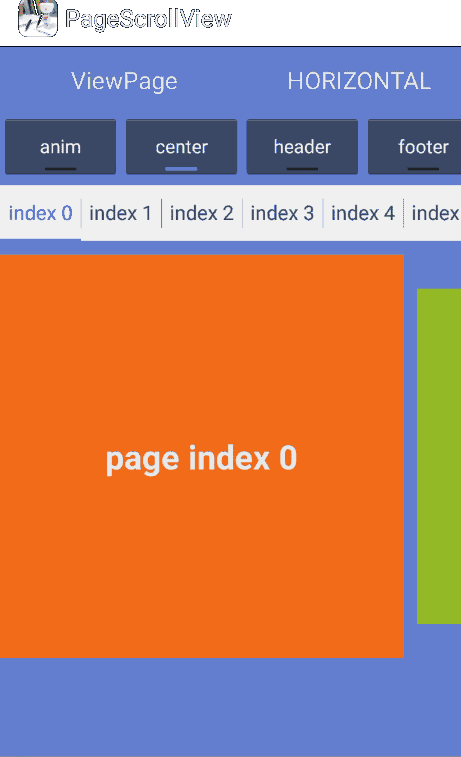 PageScrollView
ViewPage HORIZONTAL
anim center header footer
index 0 index 1 index 2 index 3 index 4 index
page index 0